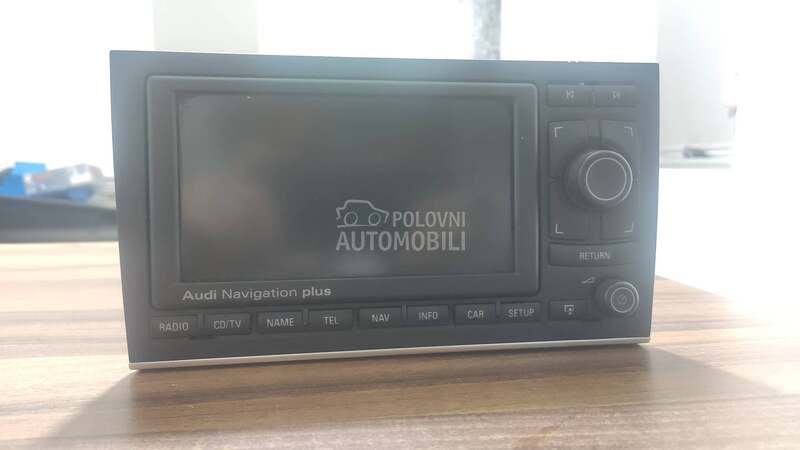 POLOVNI
AUTOMOBILI
RETURN
Audi Navigation plus
RADIO CD/TV NAME TEL NAV INFO CAR SETUP